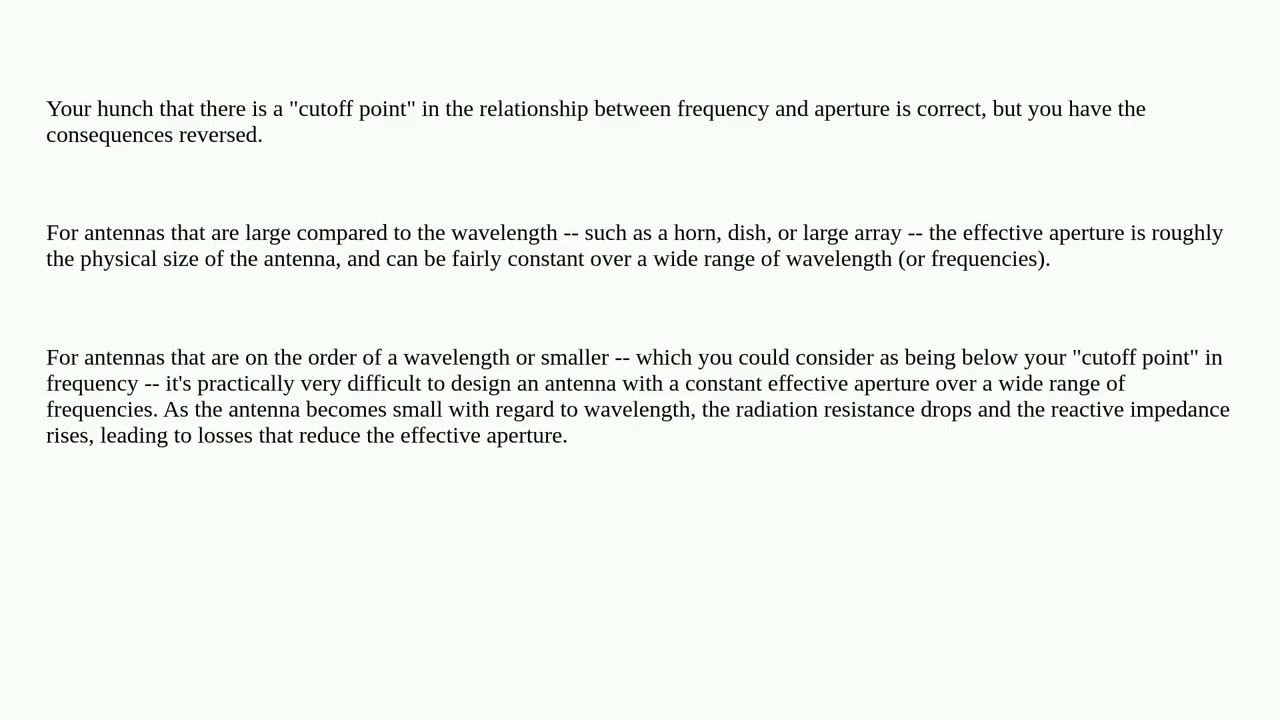 Your hunch that there is a "cutoff point" in the relationship between frequency and aperture is correct, but you have the
consequences reversed.
For antennas that are large compared to the wavelength -- such as a horn, dish, or large array -- the effective aperture is roughly
the physical size of the antenna, and can be fairly constant over a wide range of wavelength (or frequencies).
For antennas that are on the order of a wavelength or smaller -- which you could consider as being below your "cutoff point" in
frequency -- it's practically very difficult to design an antenna with a constant effective aperture over a wide range of
frequencies. As the antenna becomes small with regard to wavelength, the radiation resistance drops and the reactive impedance
rises, leading to losses that reduce the effective aperture.